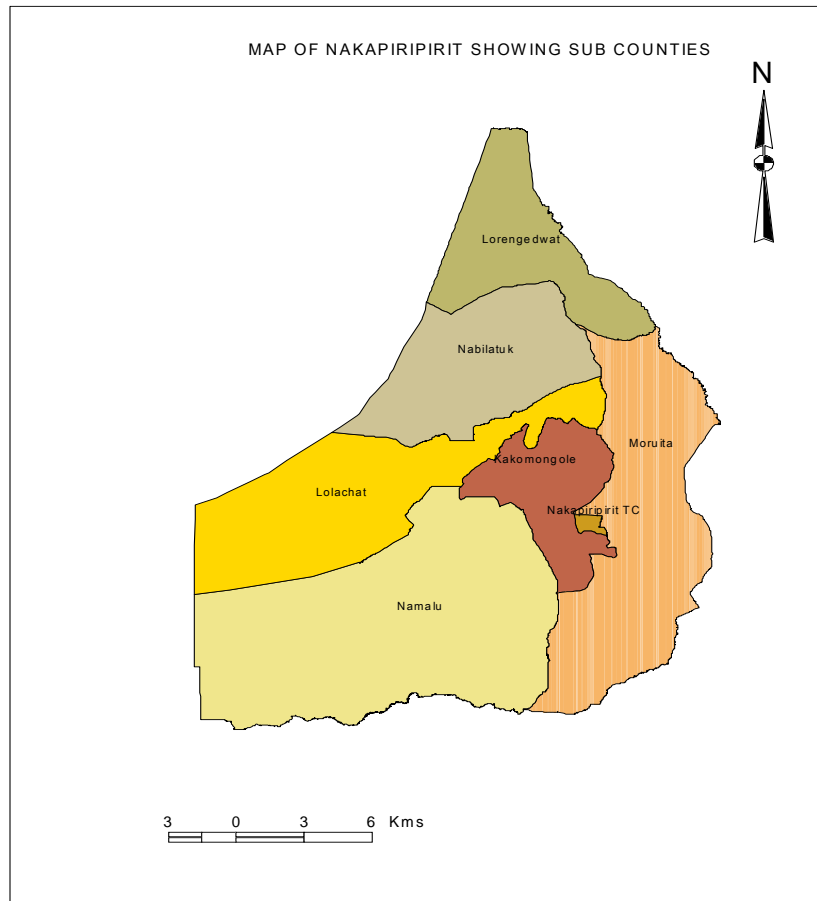 MAP OF NAKAPIRIPIRIT SHOWING SUB COUNTIES
N
Lorengedwat
Nabilatuk
Moruita
Kakomongole
Lolachat
Nakapiripirit TC
Namalu
3 0 3 6 Kms